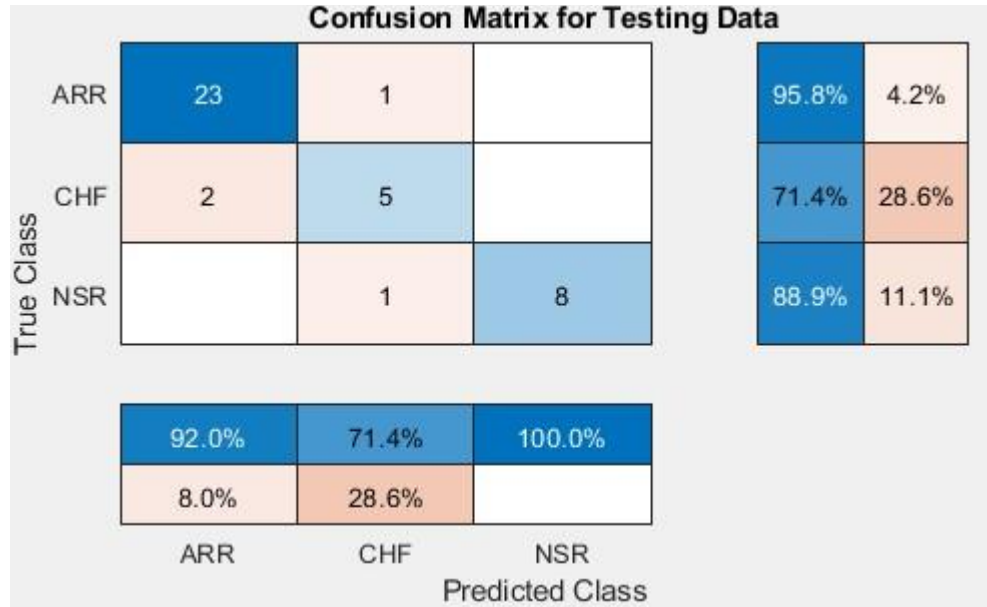 Confusion Matrix for Testing Data
True Class
ARR 23 1 95.8% 4.2%
CHF 2 5 71.4% 28.6%
NSR 1 8 88.9% 11.1%
92.0% 71.4% 100.0%
8.0% 28.6%
ARR CHF NSR
Predicted Class